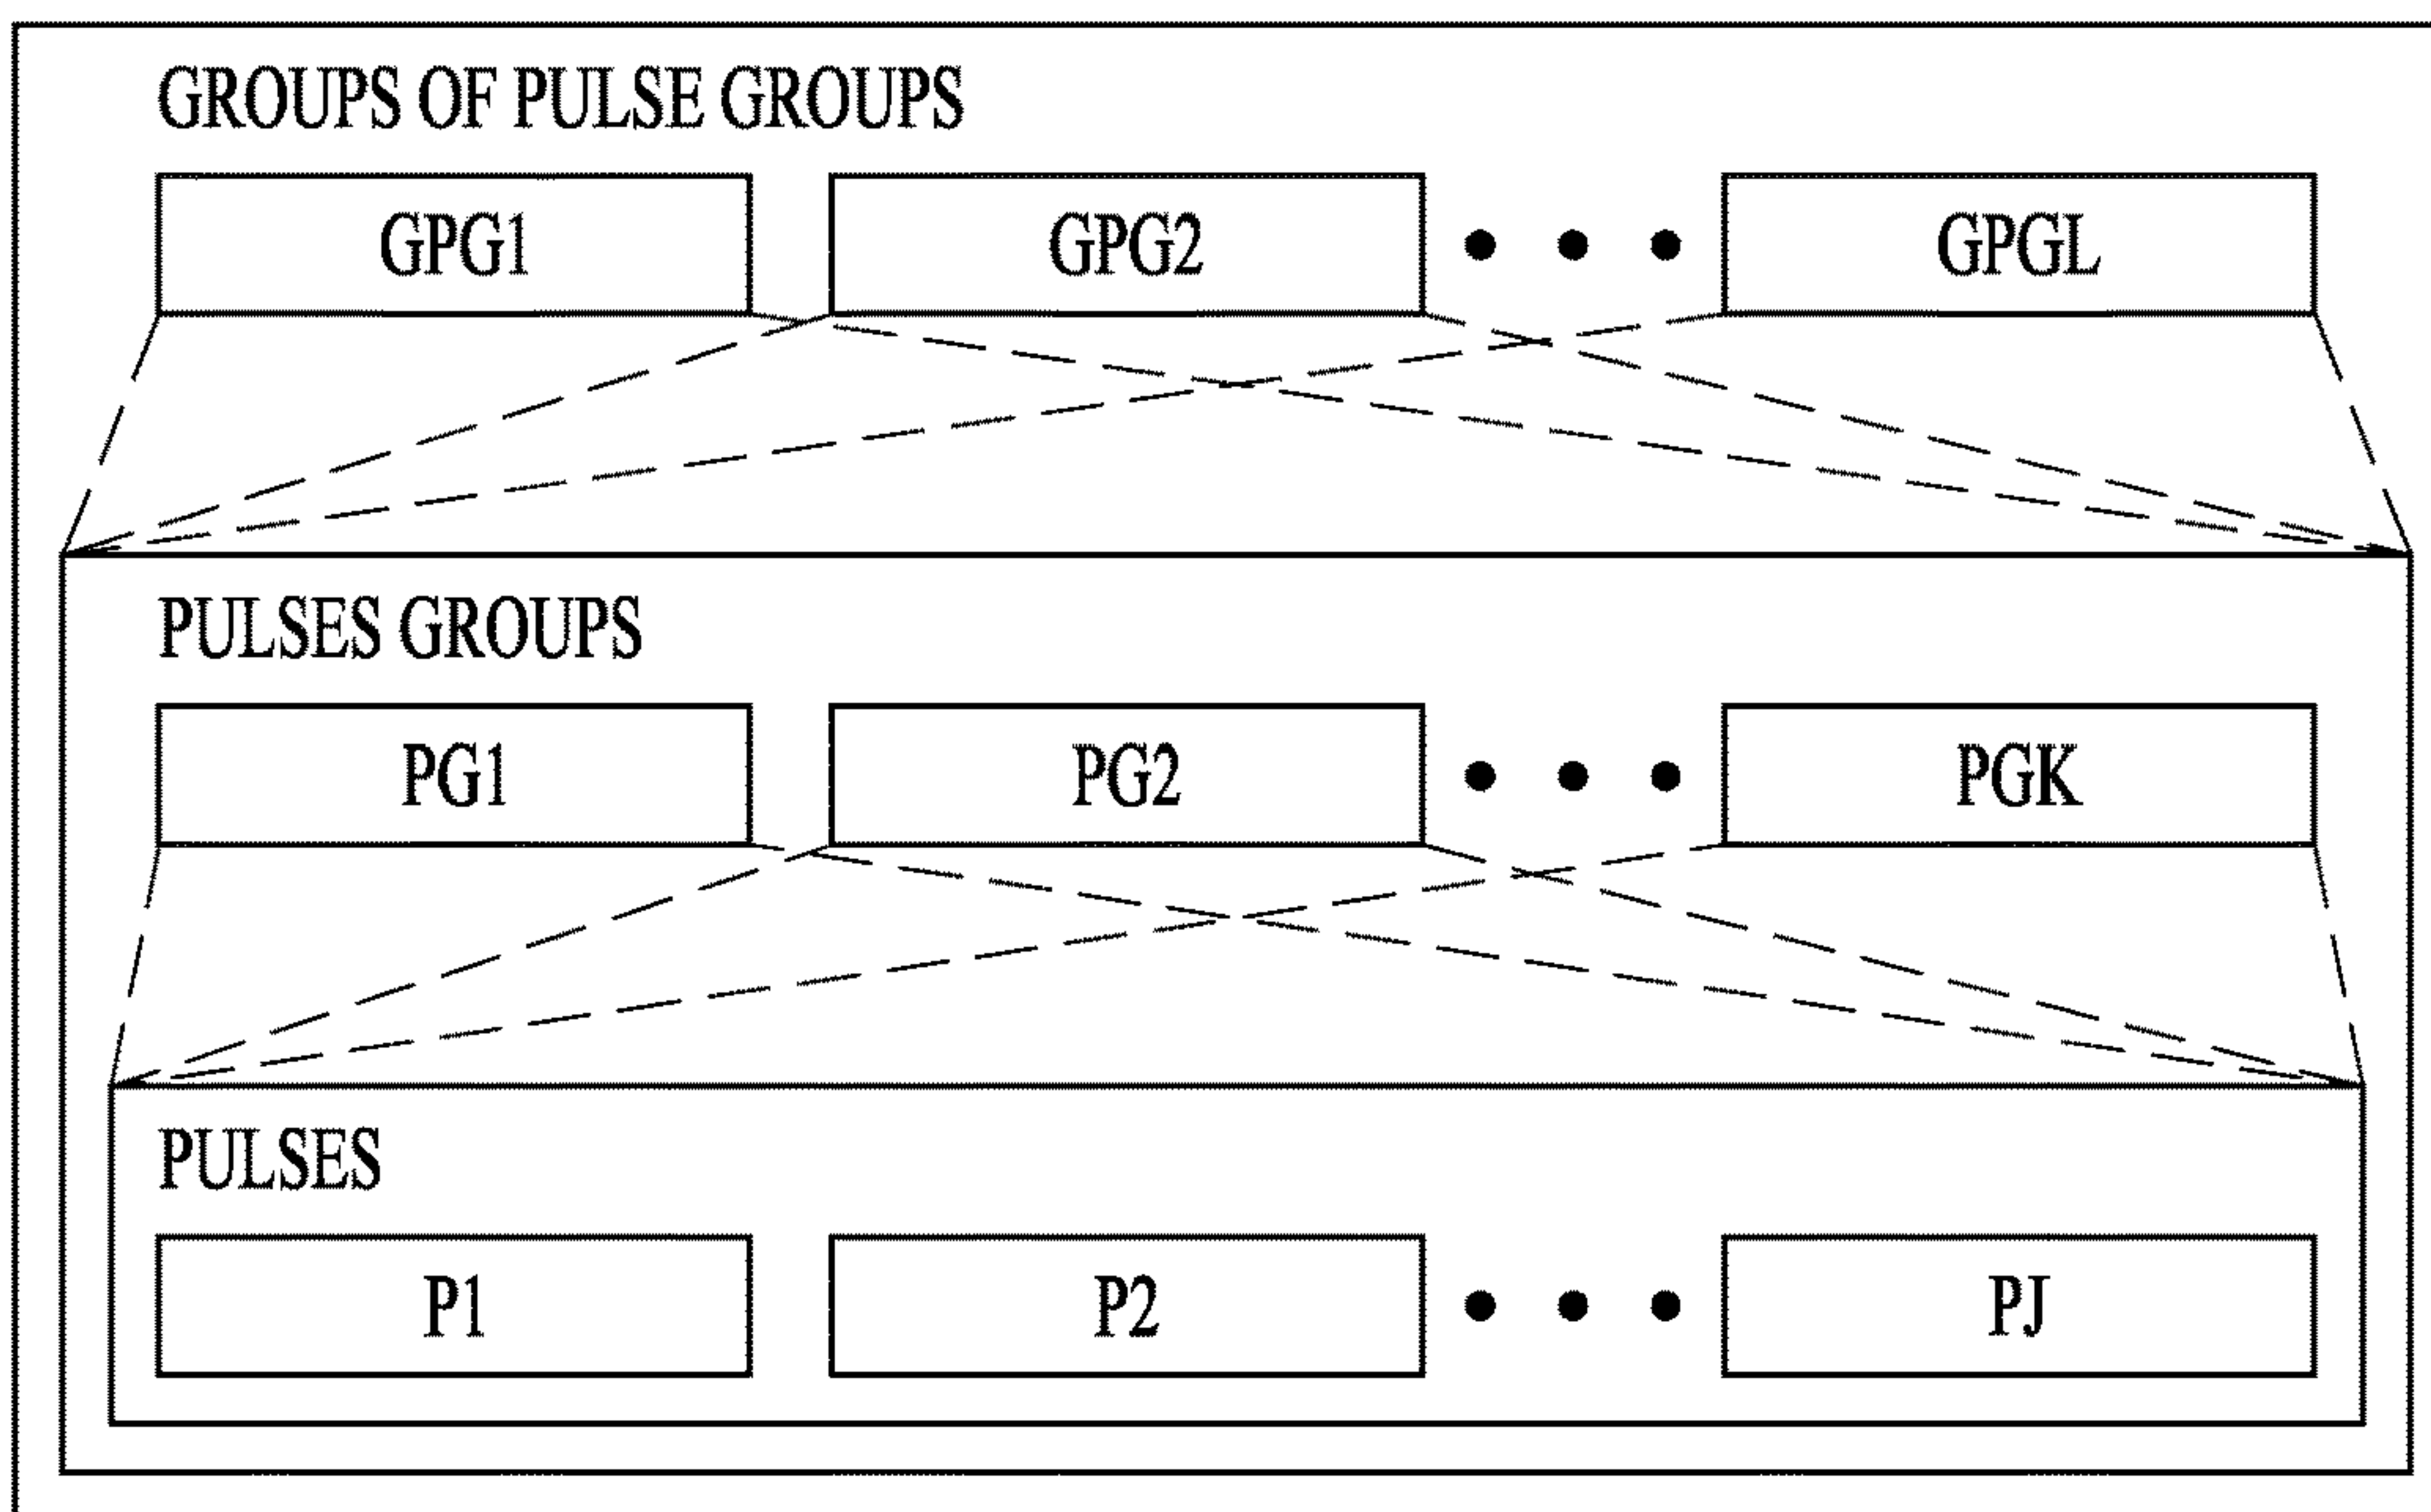 GROUPS OF PULSE GROUPS
GPG1 GPG2 GPGL
PULSES GROUPS
PG1 PG2 PGK
PULSES
P1 P2 PJ